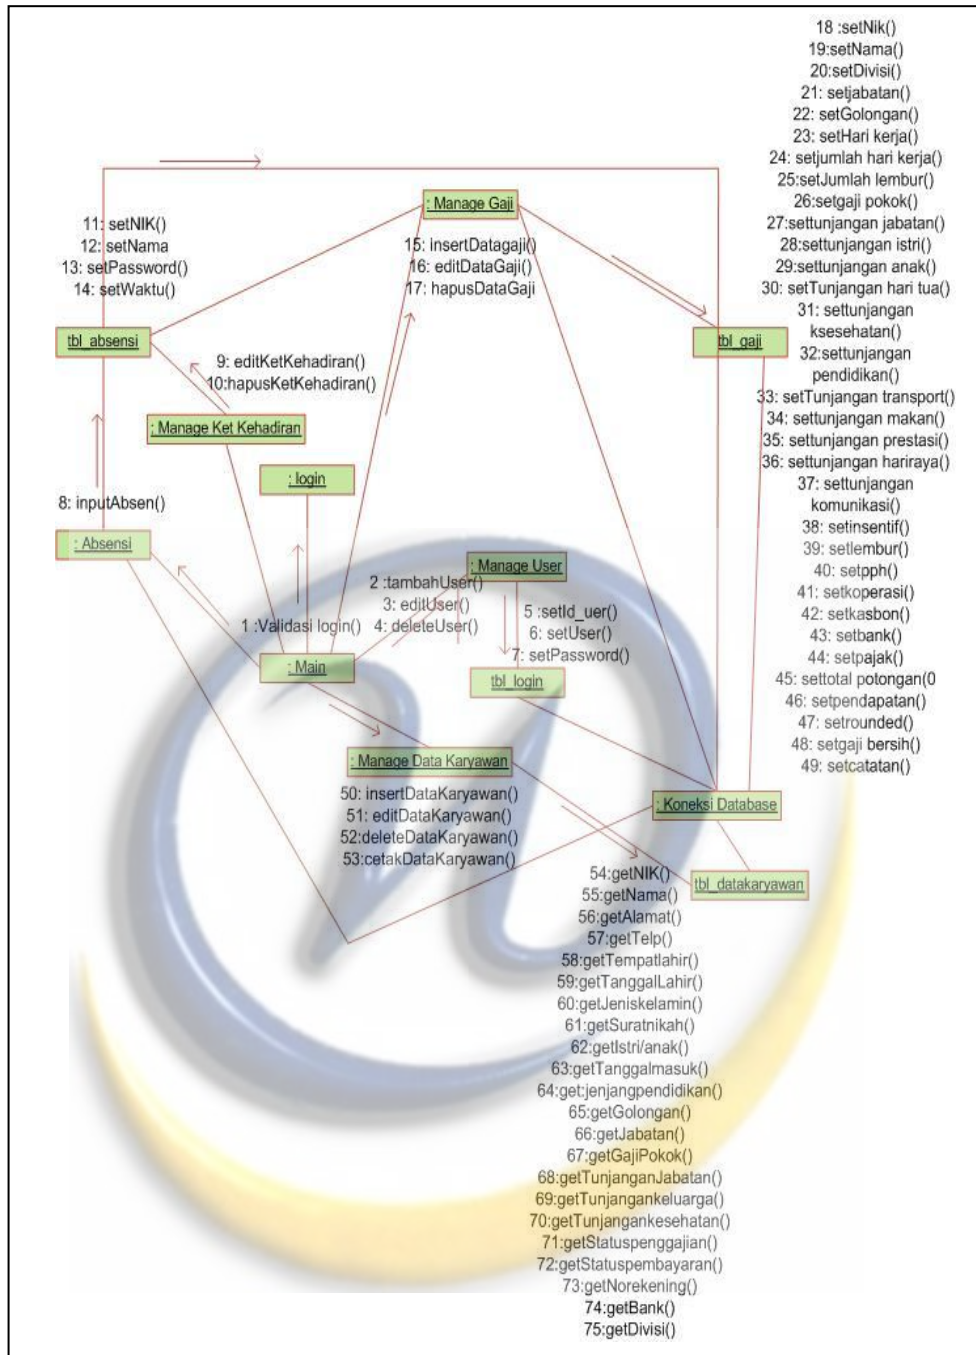 18 :setNik()
19:setNama()
20:setDivisi()
21: setjabatan()
22: setGolongan()
23: setHari kerja()
24: setjumlah hari kerja()
25:setJumlah lembur()
26:setgaji pokok()
27:settunjangan jabatan()
28:settunjangan istri()
29:settunjangan anak()
30: setTunjangan hari tua()
31: settunjangan
ksesehatan()
32:settunjangan
pendidikan()
33: setTunjangan transport()
34: settunjangan makan()
35: settunjangan prestasi()
36: settunjangan hariraya()
37: settunjangan
komunikasi()
38: setinsentif()
39: setlembur()
40: setpph()
41: setkoperasi()
42: setkasbon()
43: setbank()
44: setpajak()
45: settotal potongan(0
46: setpendapatan()
47: setrounded()
48: setgaji bersih()
49: setcatatan()
: Manage Gaji
11: setNIK()
12: setNama
13: setPassword()
14: setWaktu()
15: insertDatagaji()
16: editDataGaji()
17: hapusDataGaji
tbl_absensi
tbl_gaji
9: editKetKehadiran()
10:hapusKetKehadiran()
: Manage Ket Kehadiran
: login
8: inputAbsen()
: Absensi
: Manage User
2 :tambahUser()
3: editUser()
4: deleteUser()
1 :Validasi login()
5 :setId_uer()
6: setUser()
7: setPassword()
: Main
tbl_login
: Manage Data Karyawan
50: insertDataKaryawan()
51: editDataKaryawan()
52:deleteDataKaryawan()
53:cetakDataKaryawan()
: Koneksi Database
tbl_datakaryawan
54:getNIK()
55:getNama()
56:getAlamat()
57:getTelp()
58:getTempatlahir()
59:getTanggalLahir()
60:getJeniskelamin()
61:getSuratnikah()
62:getIstri/anak()
63:getTanggalmasuk()
64:get:jenjangpendidikan()
65:getGolongan()
66:getJabatan()
67:getGajiPokok()
68:getTunjanganJabatan()
69:getTunjangankeluarga()
70:getTunjangankesehatan()
71:getStatuspenggajian()
72:getStatuspembayaran()
73:getNorekening()
74:getBank()
75:getDivisi()